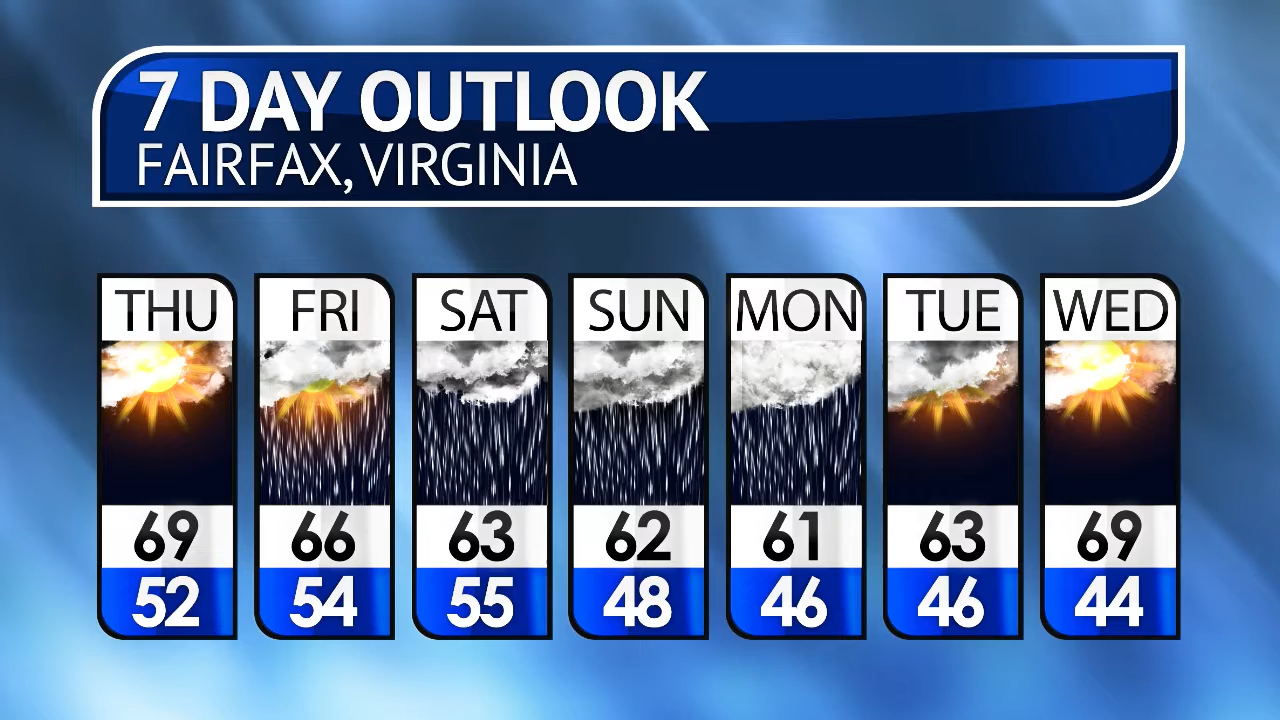 7 DAY OUTLOOK
FAIRFAX, VIRGINIA
THU FRI SAT SUN MON TUE WED
69 66 63 62 61 63 69
52 54 55 48 46 46 44